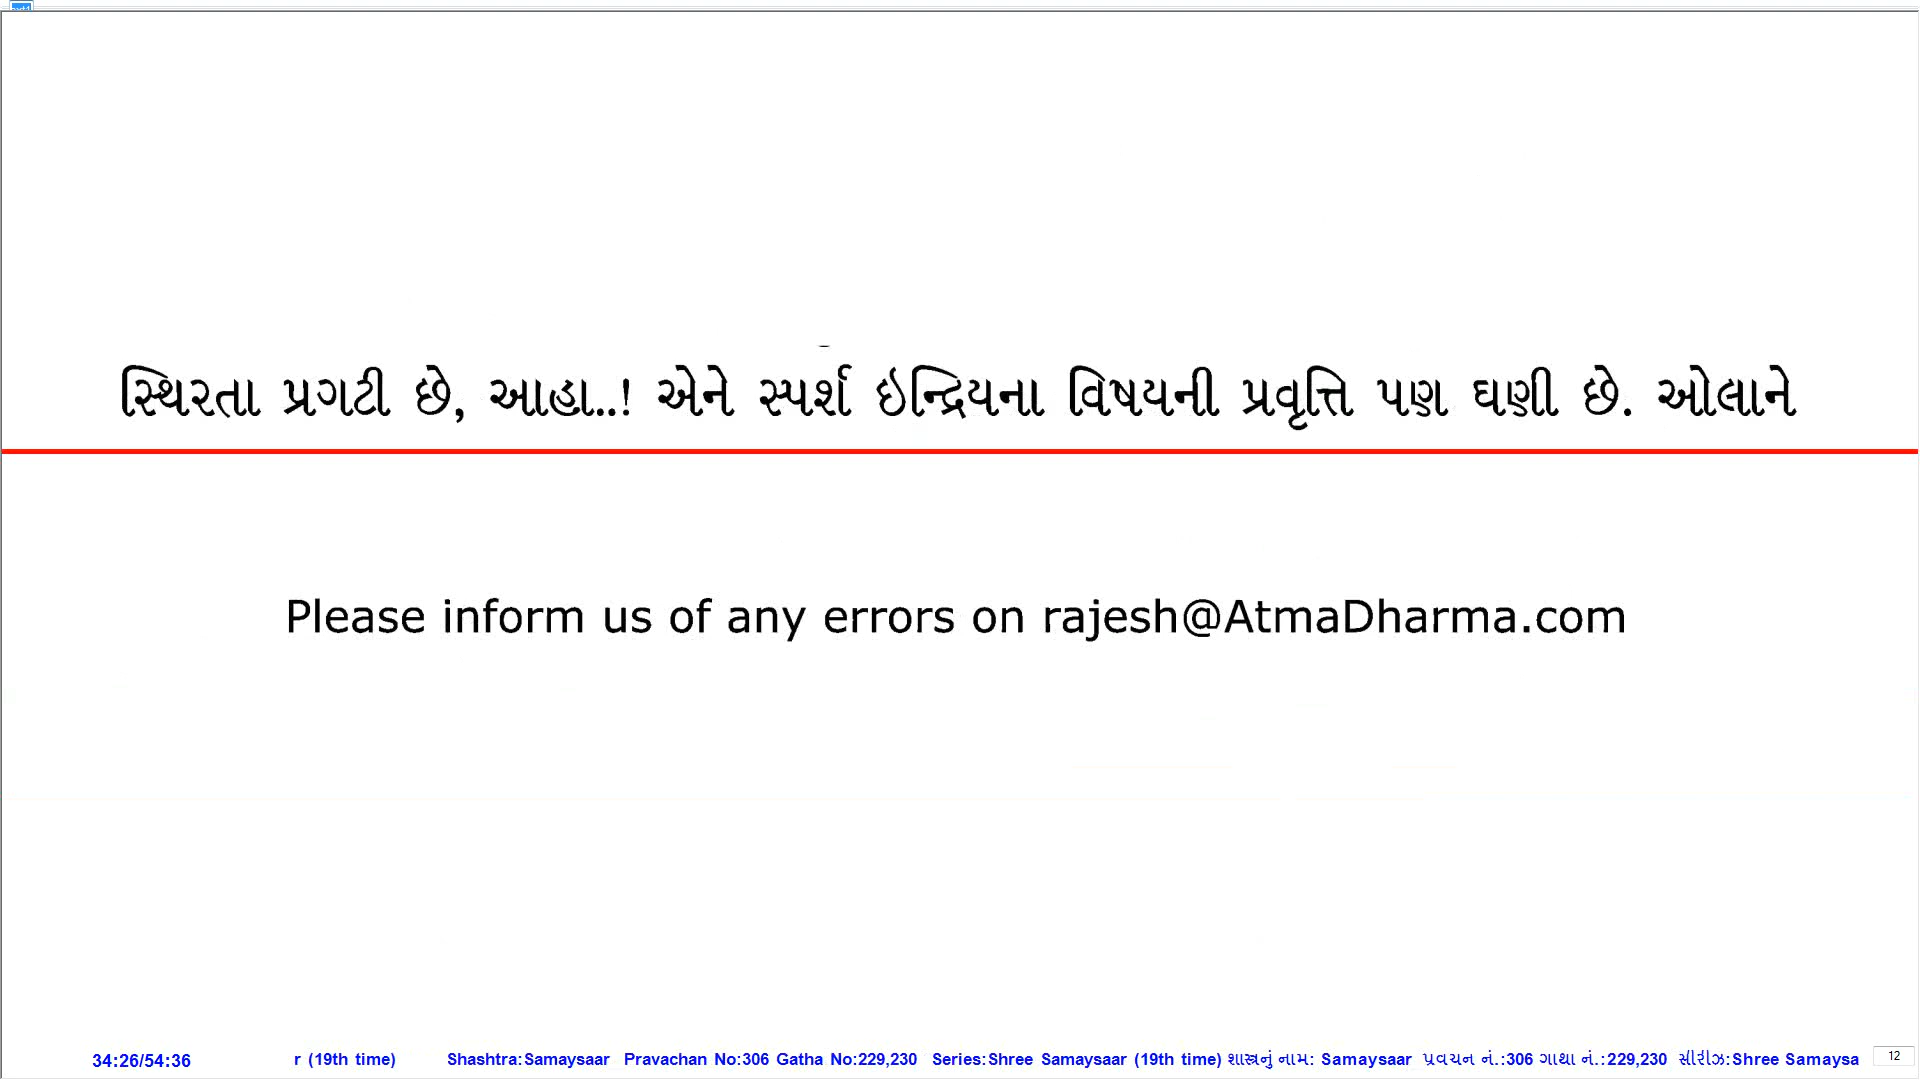 સ્થિરતા પ્રગટી છે, આહા..! એને સ્પર્શ ઇન્દ્રિયના વિષયની પ્રવૃત્તિ પણ ઘણી છે. ઓલાને
Please inform us of any errors on rajesh@AtmaDharma.com
34:26/54:36 r (19th time) Shashtra:Samaysaar Pravachan No:306 Gatha No:229,230 Series:Shree Samaysaar (19th time) શાસ્ત્રનું નામ: Samaysaar પ્રવચન નં.:306 ગાથા નં.:229,230 સીરીઝ:Shree Samaysa 12